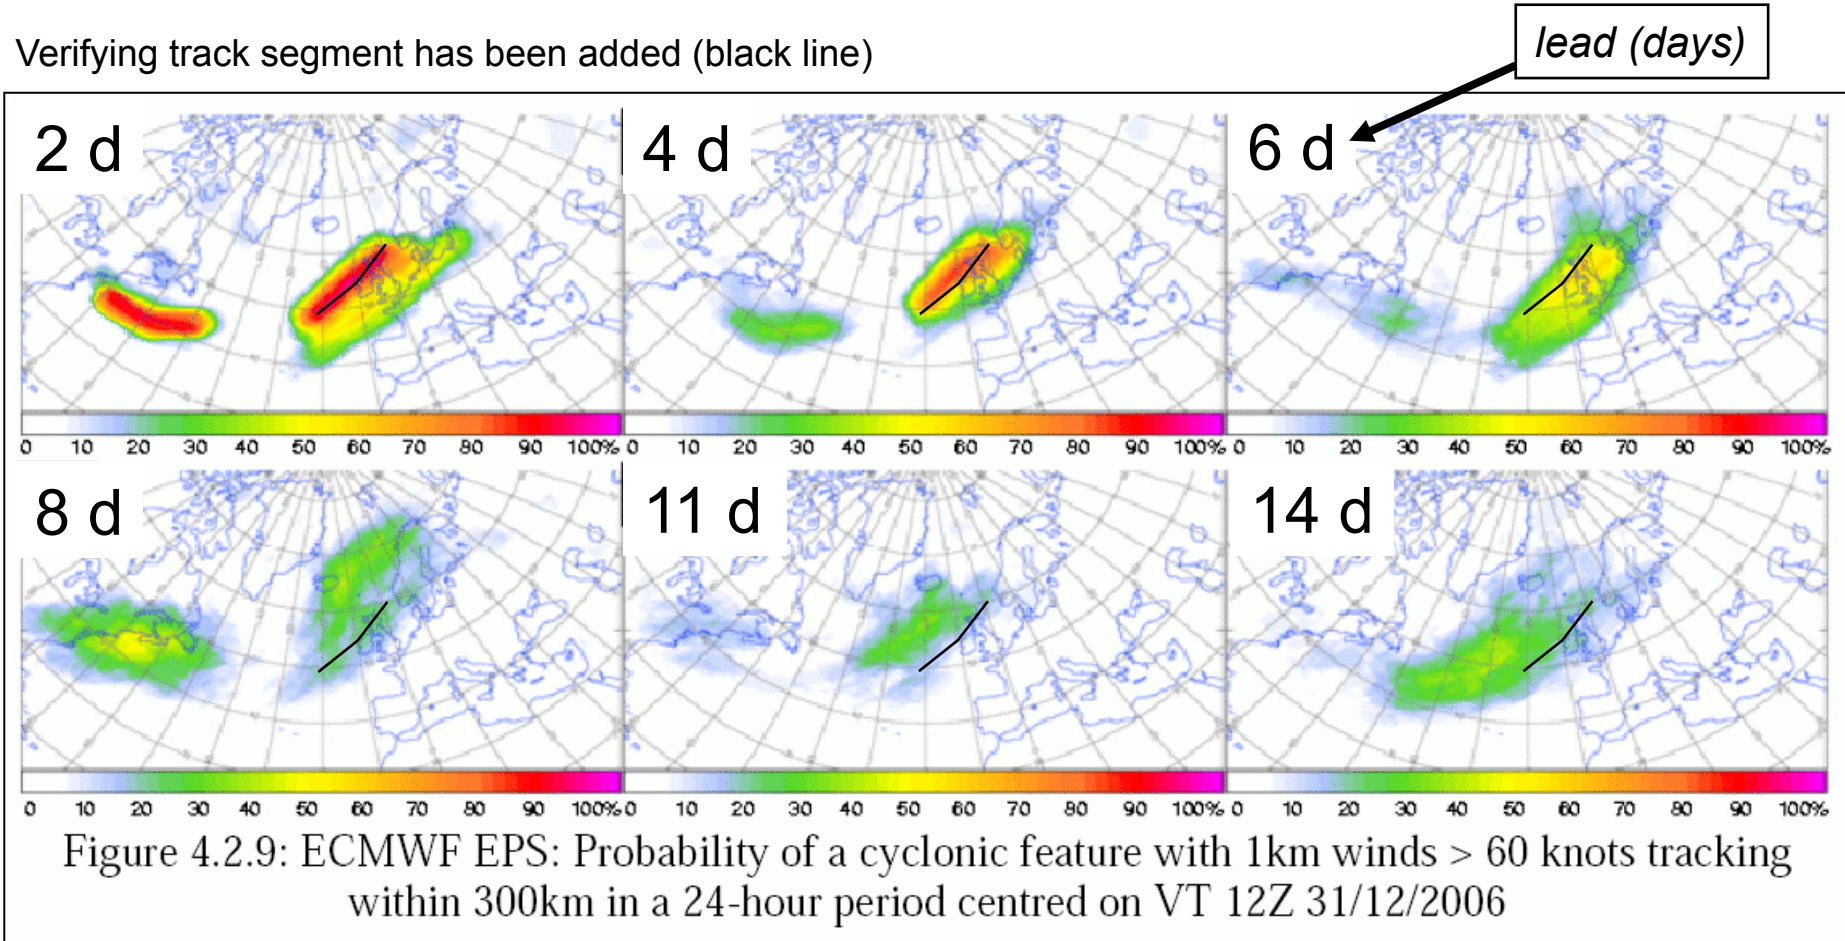 Verifying track segment has been added (black line)
lead (days)
2 d
4 d
6 d
0 10 20 30 40 50 60 70 80 90 100%
0 10 20 30 40 50 60 70 80 90 100%
0 10 20 30 40 50 60 70 80 90 100%
8 d
11 d
14 d
0 10 20 30 40 50 60 70 80 90 100%
0 10 20 30 40 50 60 70 80 90 100%
0 10 20 30 40 50 60 70 80 90 100%
Figure 4.2.9: ECMWF EPS: Probability of a cyclonic feature with 1km winds > 60 knots tracking
within 300km in a 24-hour period centred on VT 12Z 31/12/2006